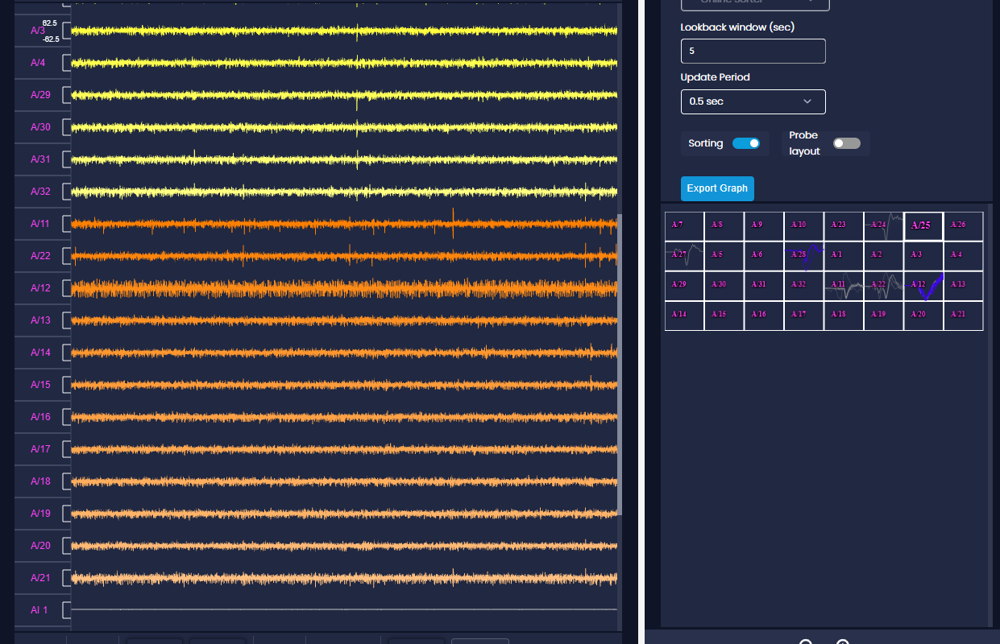 Online sorter
62.5
A/3
-62.5
A/4
A/29
A/30
A/31
A/32
A/11
A/22
A/12
A/13
A/14
A/15
A/16
A/17
A/18
A/19
A/20
A/21
AI 1
Lookback window (sec)
5
Update Period
0.5 sec
Sorting
Probe
layout
Export Graph
A/7 A/8 A/9 A/10 A/23 A/24 A/25 A/26
A/27 A/5 A/6 A/28 A/1 A/2 A/3 A/4
A/29 A/30 A/31 A/32 A/11 A/22 A/12 A/13
A/14 A/15 A/16 A/17 A/18 A/19 A/20 A/21